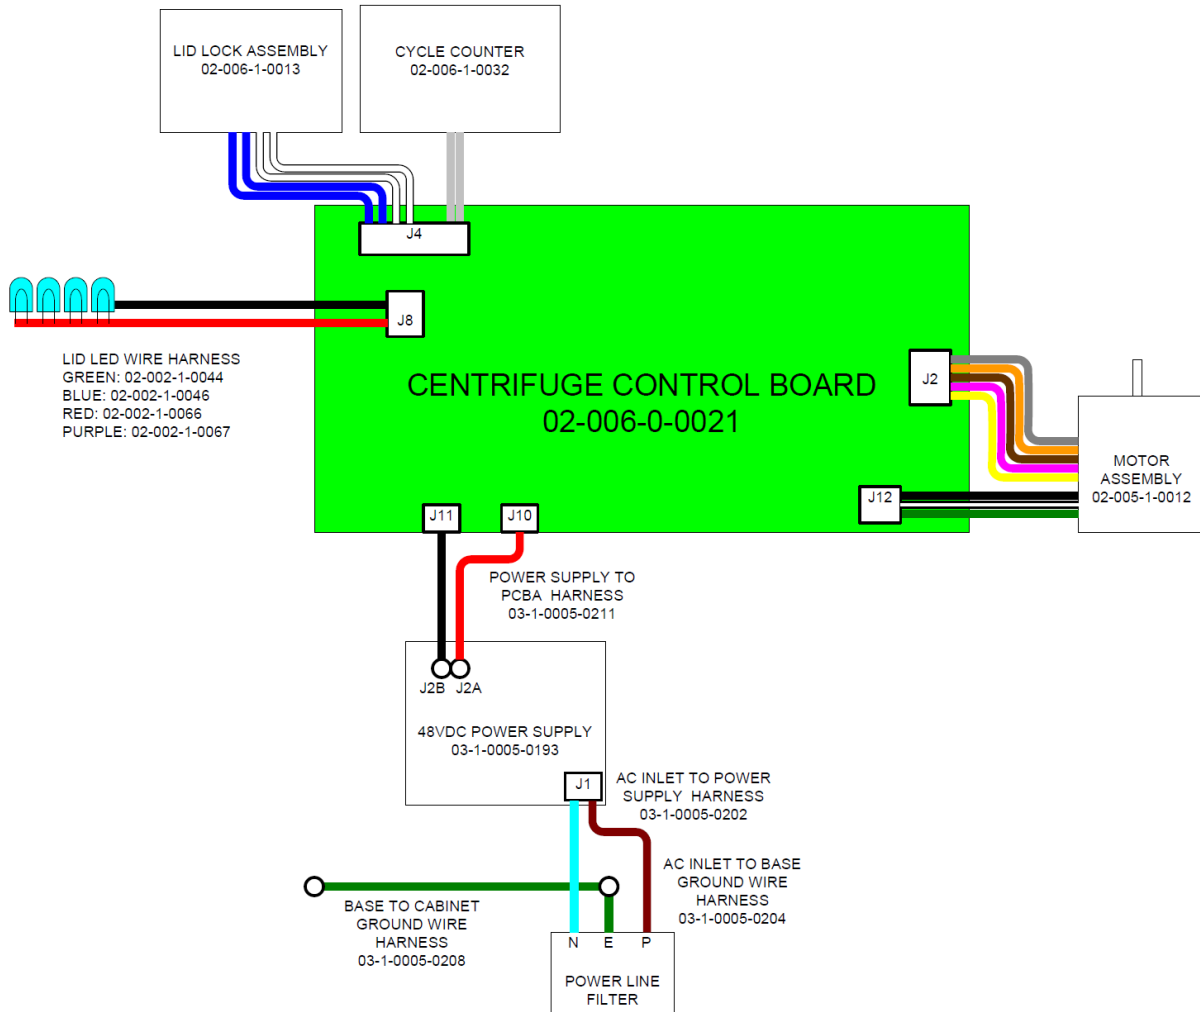 LID LOCK ASSEMBLY
02-006-1-0013
CYCLE COUNTER
02-006-1-0032
J4
J8
LID LED WIRE HARNESS
GREEN: 02-002-1-0044
BLUE: 02-002-1-0046
RED: 02-002-1-0066
PURPLE: 02-002-1-0067
CENTRIFUGE CONTROL BOARD
02-006-0-0021
J2
MOTOR
ASSEMBLY
02-005-1-0012
J12
J11
J10
POWER SUPPLY TO
PCBA HARNESS
03-1-0005-0211
J2B
J2A
48VDC POWER SUPPLY
03-1-0005-0193
J1
AC INLET TO POWER
SUPPLY HARNESS
03-1-0005-0202
AC INLET TO BASE
GROUND WIRE
HARNESS
03-1-0005-0204
BASE TO CABINET
GROUND WIRE
HARNESS
03-1-0005-0208
N
E
P
POWER LINE
FILTER